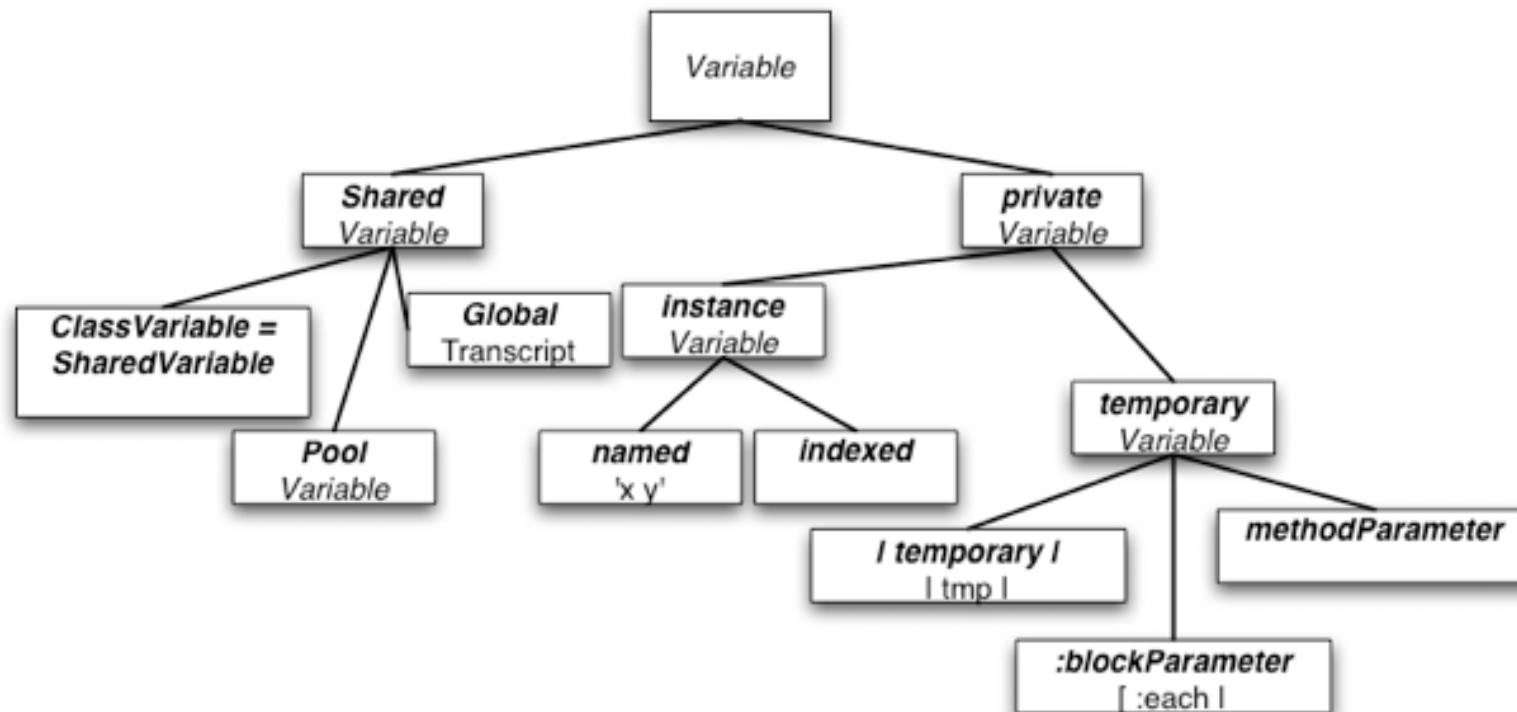 Variable
Shared
Variable
private
Variable
ClassVariable =
SharedVariable
Global
Transcript
instance
Variable
Pool
Variable
named
'x y'
indexed
temporary
Variable
| temporary |
| tmp |
methodParameter
:blockParameter
[ :each |